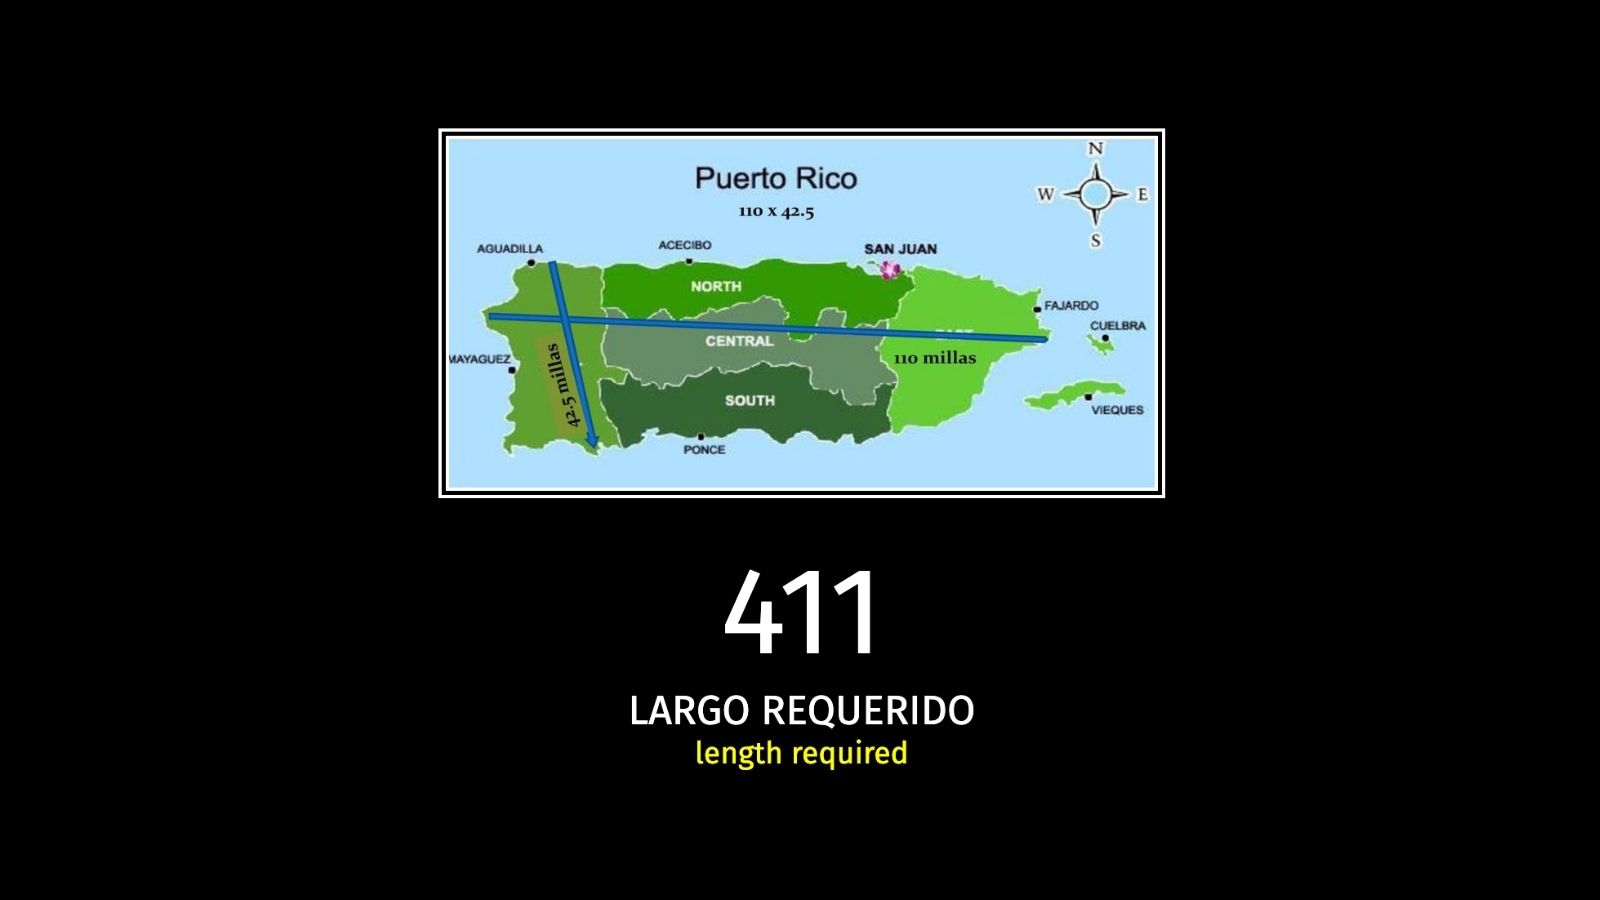 N
Puerto Rico
W E
110 x 42.5
S
AGUADILLA
ACECIBO
SAN JUAN
NORTH
FAJARDO
CUELBRA
EAST
CENTRAL
110 millas
MAYAGUEZ
42.5 millas
SOUTH
VIEQUES
PONCE
411
LARGO REQUERIDO
length required